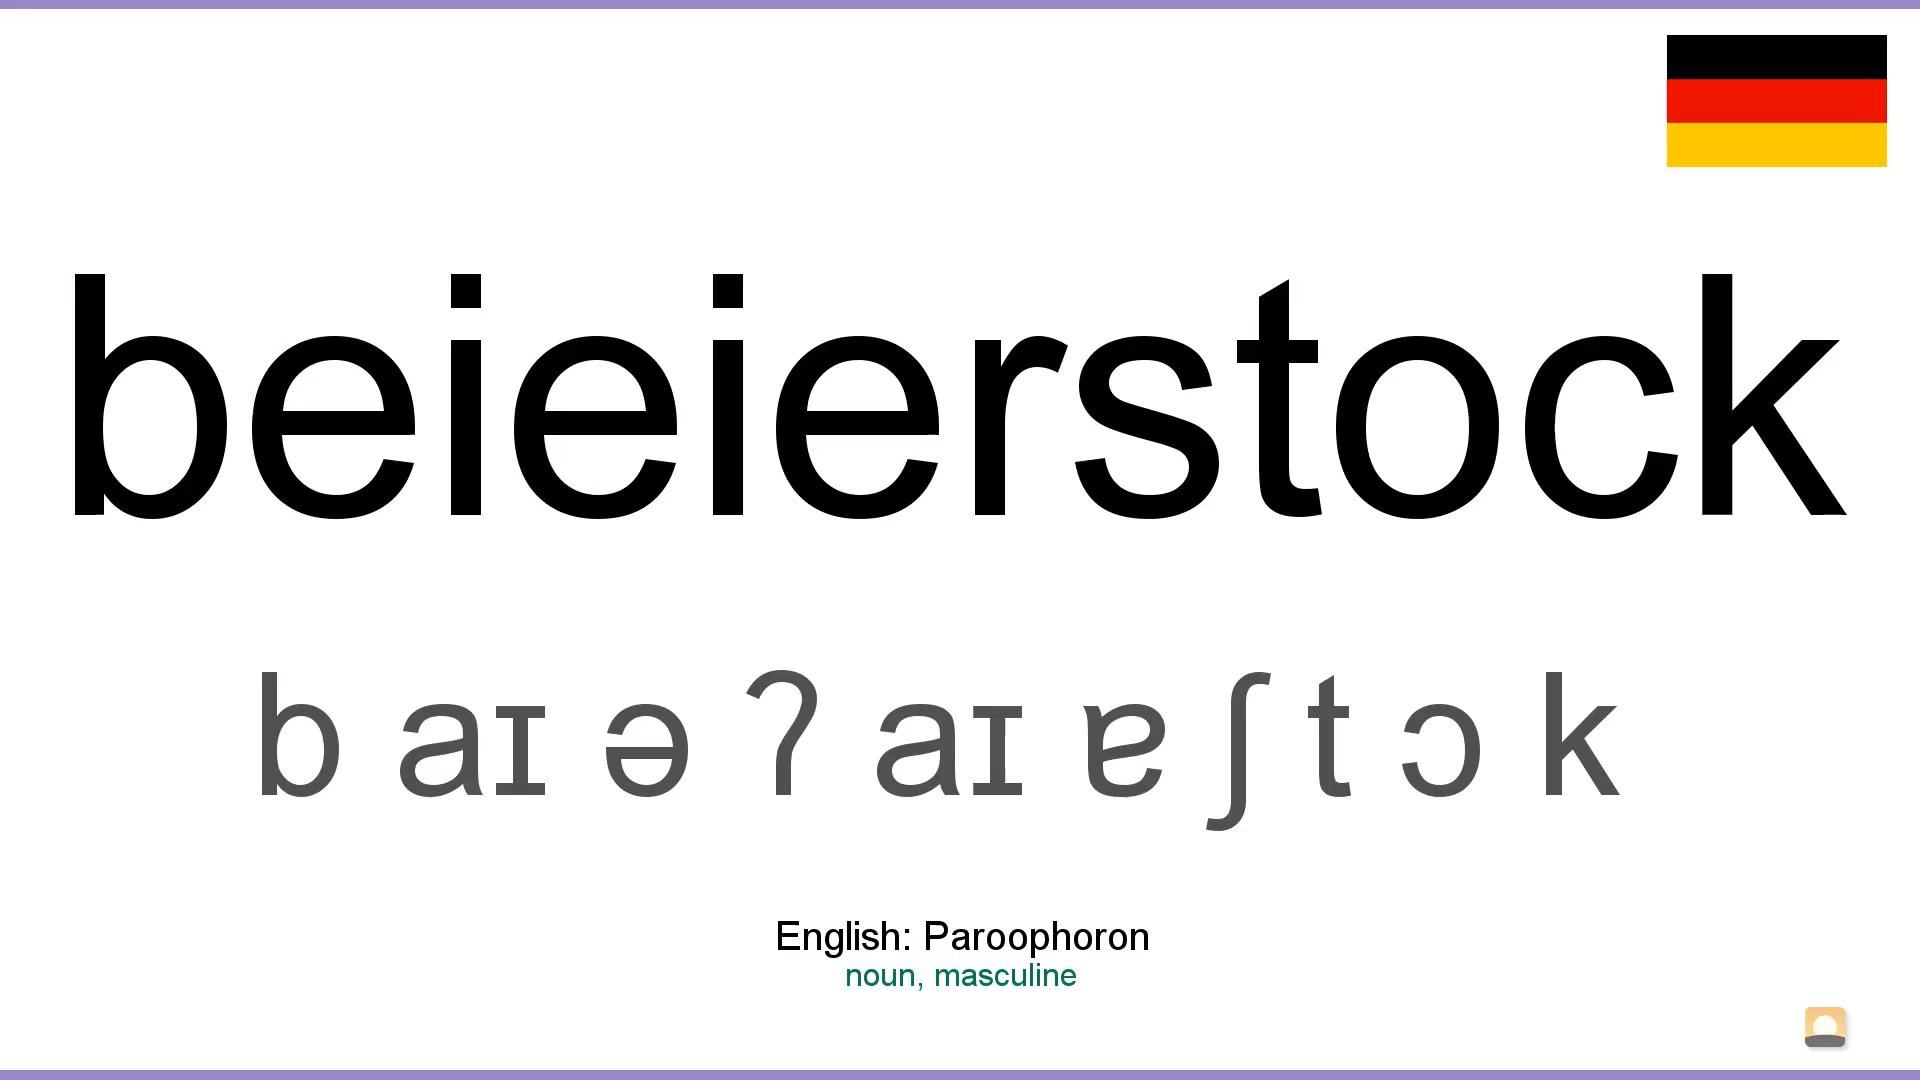 beieierstock
b aɪ ə ʔ aɪ ɐ ʃ t ɔ k
English: Paroophoron
noun, masculine